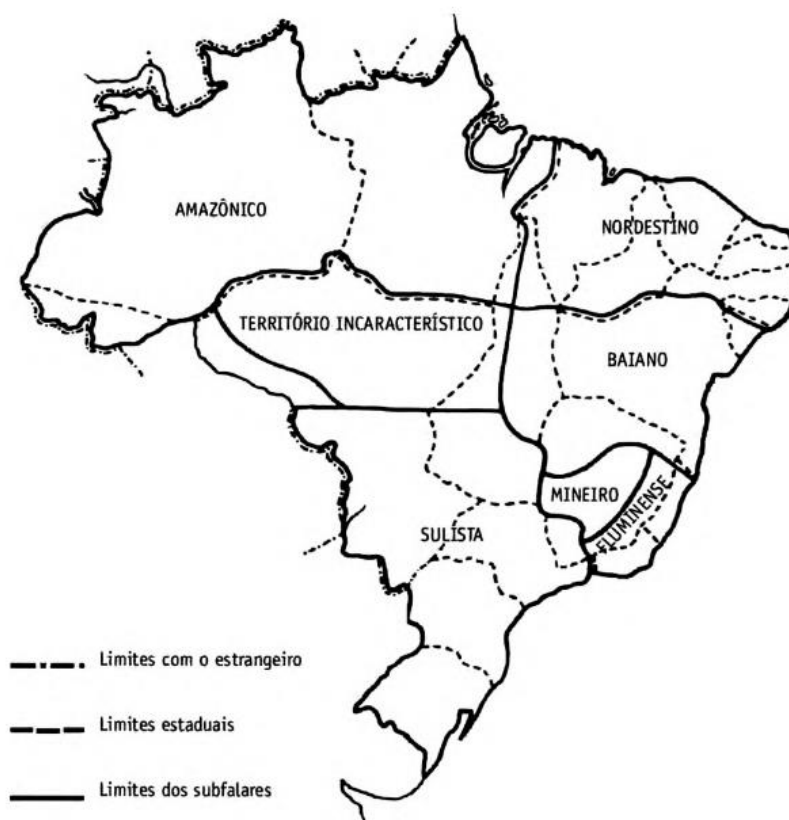 AMAZÔNICO
NORDESTINO
TERRITÓRIO INCARACTERÍSTICO
BAIANO
MINEIRO
FLUMINENSE
SULISTA
Limites com o estrangeiro
Limites estaduais
Limites dos subfalares